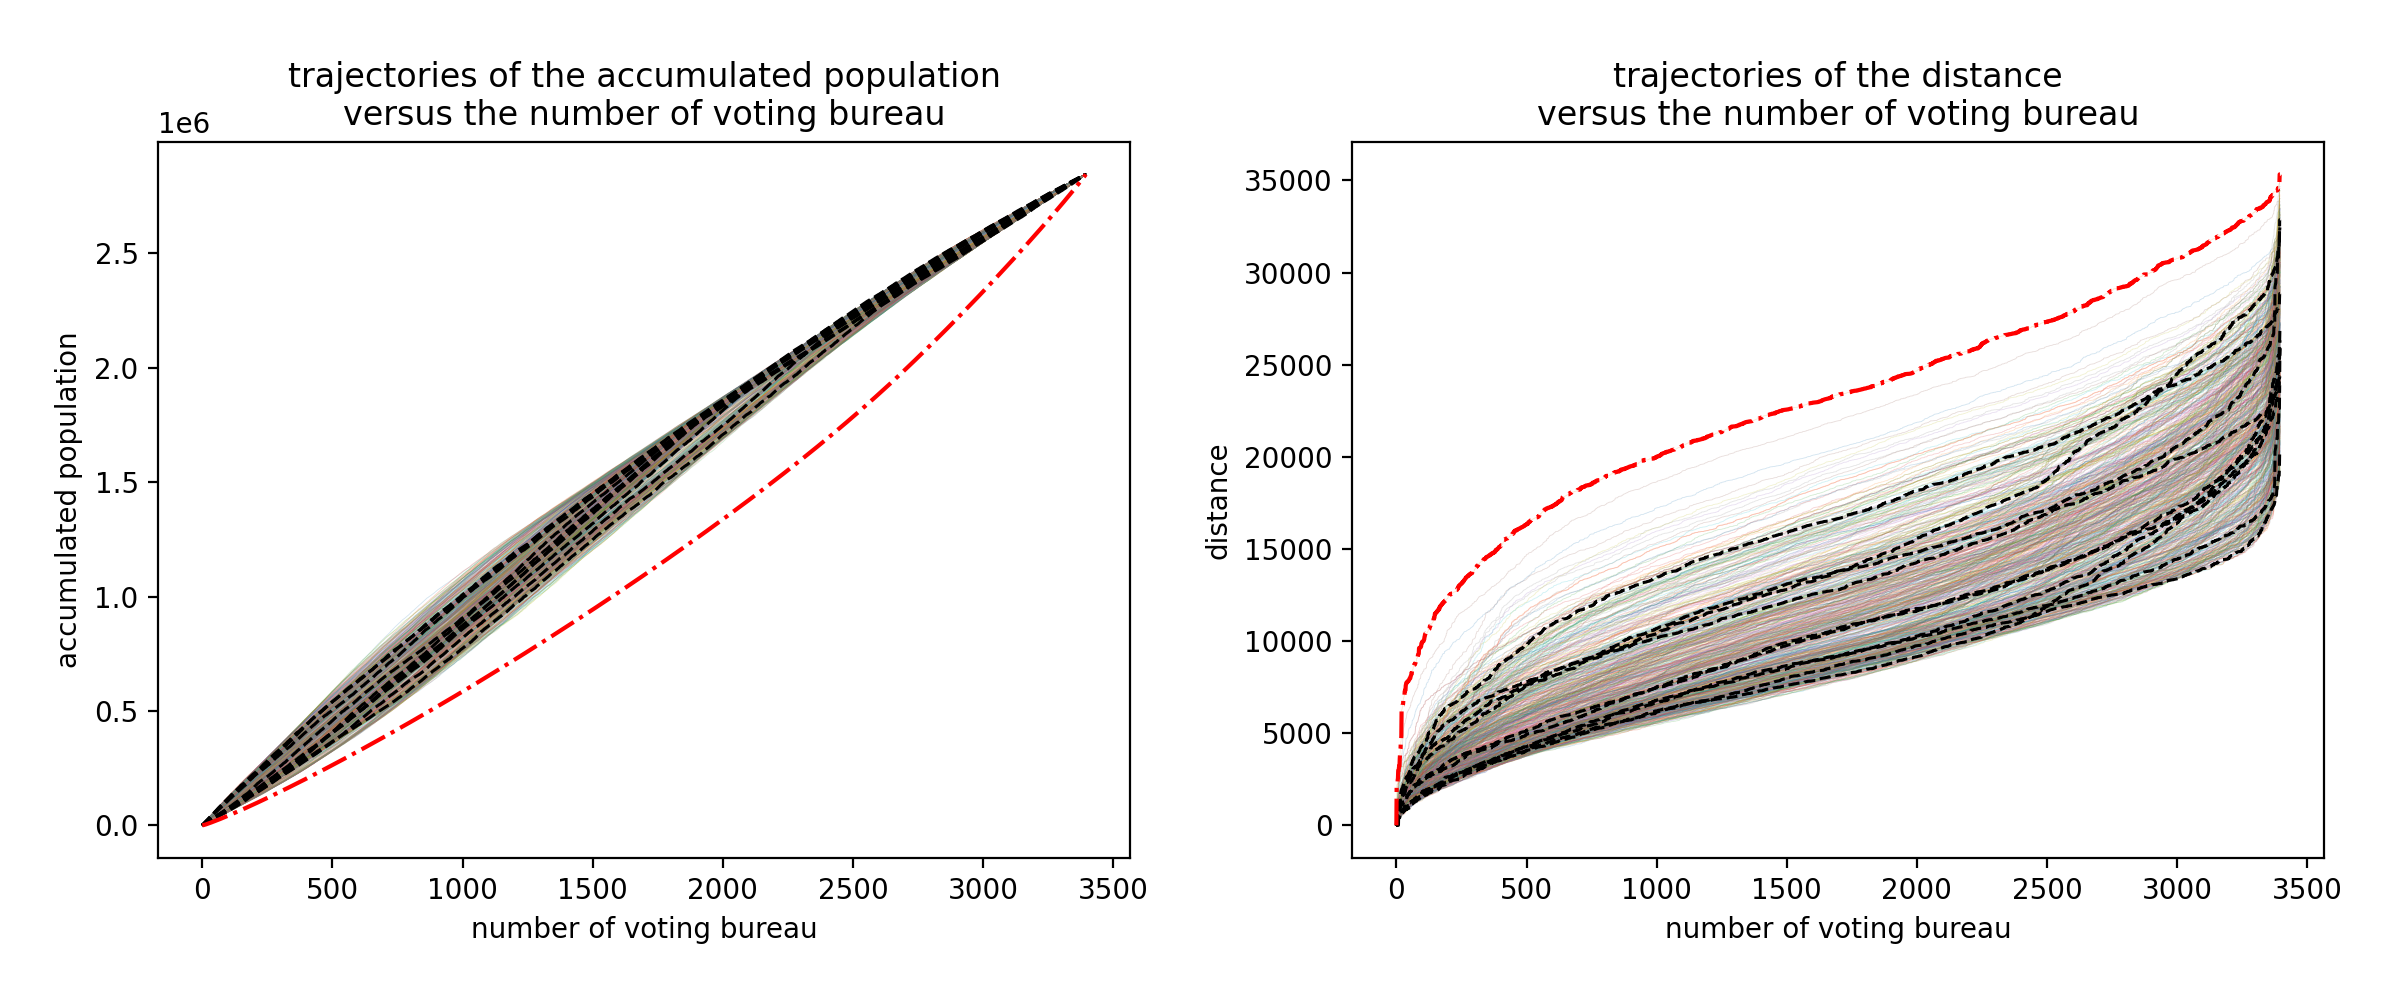 trajectories of the accumulated population
versus the number of voting bureau
1e6
2.5
2.0
1.5
1.0
0.5
0.0
accumulated population
0 500 1000 1500 2000 2500 3000 3500
number of voting bureau
trajectories of the distance
versus the number of voting bureau
35000
30000
25000
20000
15000
10000
5000
0
distance
0 500 1000 1500 2000 2500 3000 3500
number of voting bureau